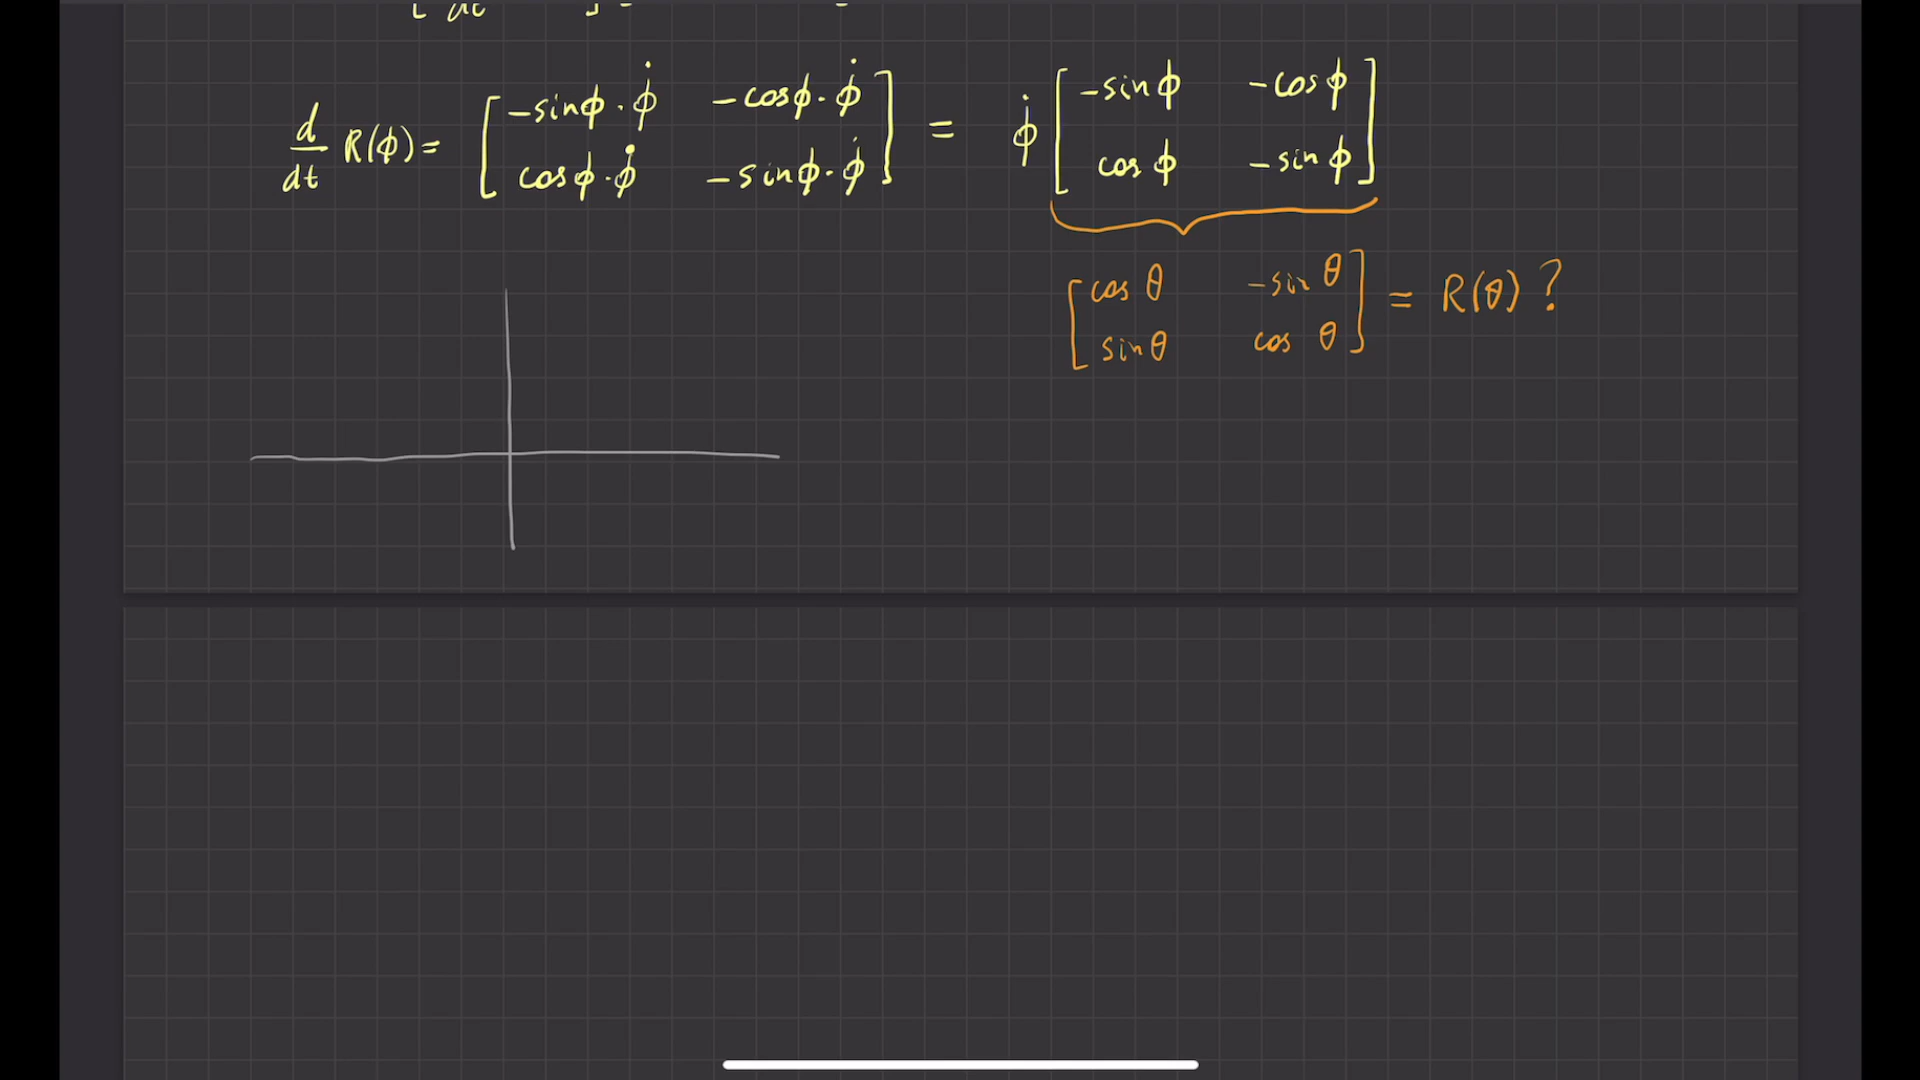 d/dt R(ϕ) = [ -sinϕ·ϕ̇ -cosϕ·ϕ̇ ; cosϕ·ϕ̇ -sinϕ·ϕ̇ ] = ϕ̇ [ -sinϕ -cosϕ ; cosϕ -sinϕ ]
[ cosθ -sinθ ; sinθ cosθ ] = R(θ)?